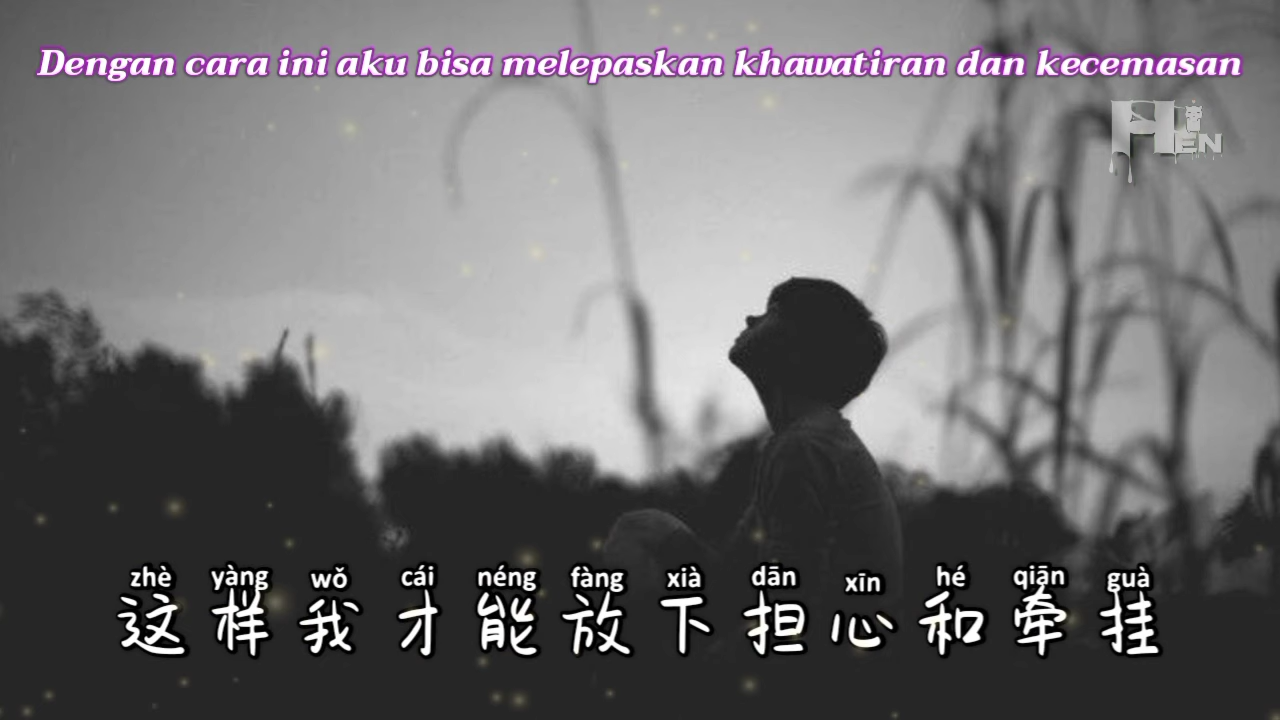 Dengan cara ini aku bisa melepaskan khawatiran dan kecemasan
HEN
zhè yàng wǒ cái néng fàng xià dān xīn hé qiān guà
这样我才能放下担心和牵挂